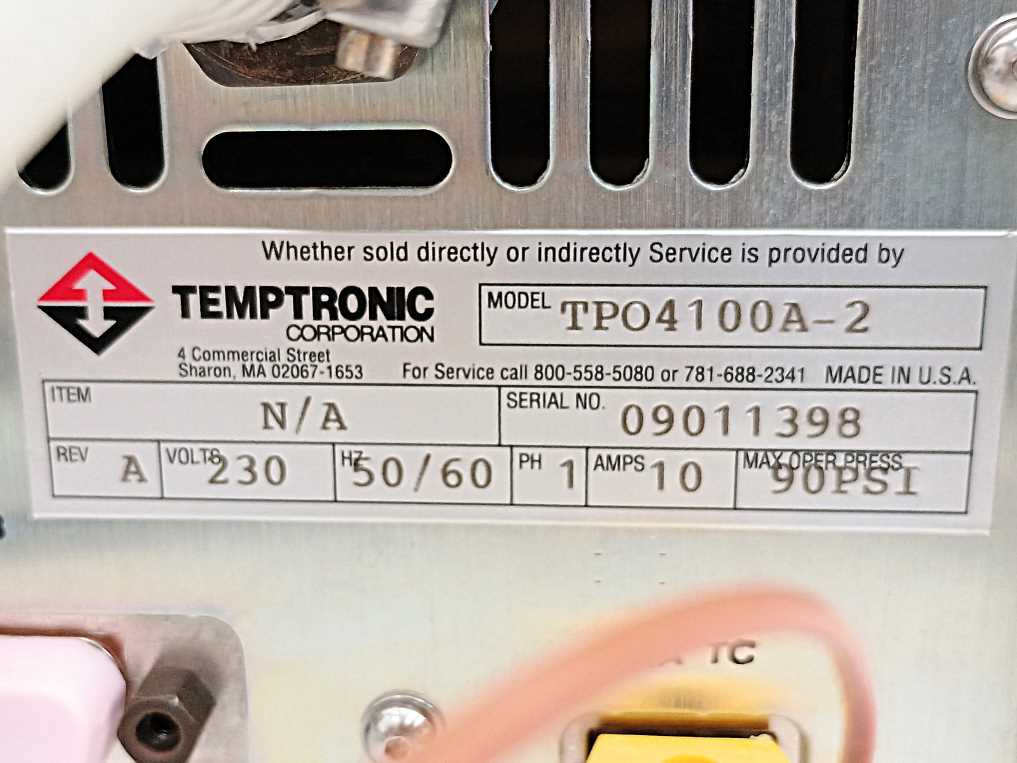 Whether sold directly or indirectly Service is provided by
TEMPTRONIC
CORPORATION
MODEL TPO4100A-2
4 Commercial Street
Sharon, MA 02067-1653
For Service call 800-558-5080 or 781-688-2341 MADE IN U.S.A.
ITEM N/A
SERIAL NO. 09011398
REV A
VOLTS 230
HZ 50/60
PH 1
AMPS 10
MAX OPER PRESS 90PSI
TC